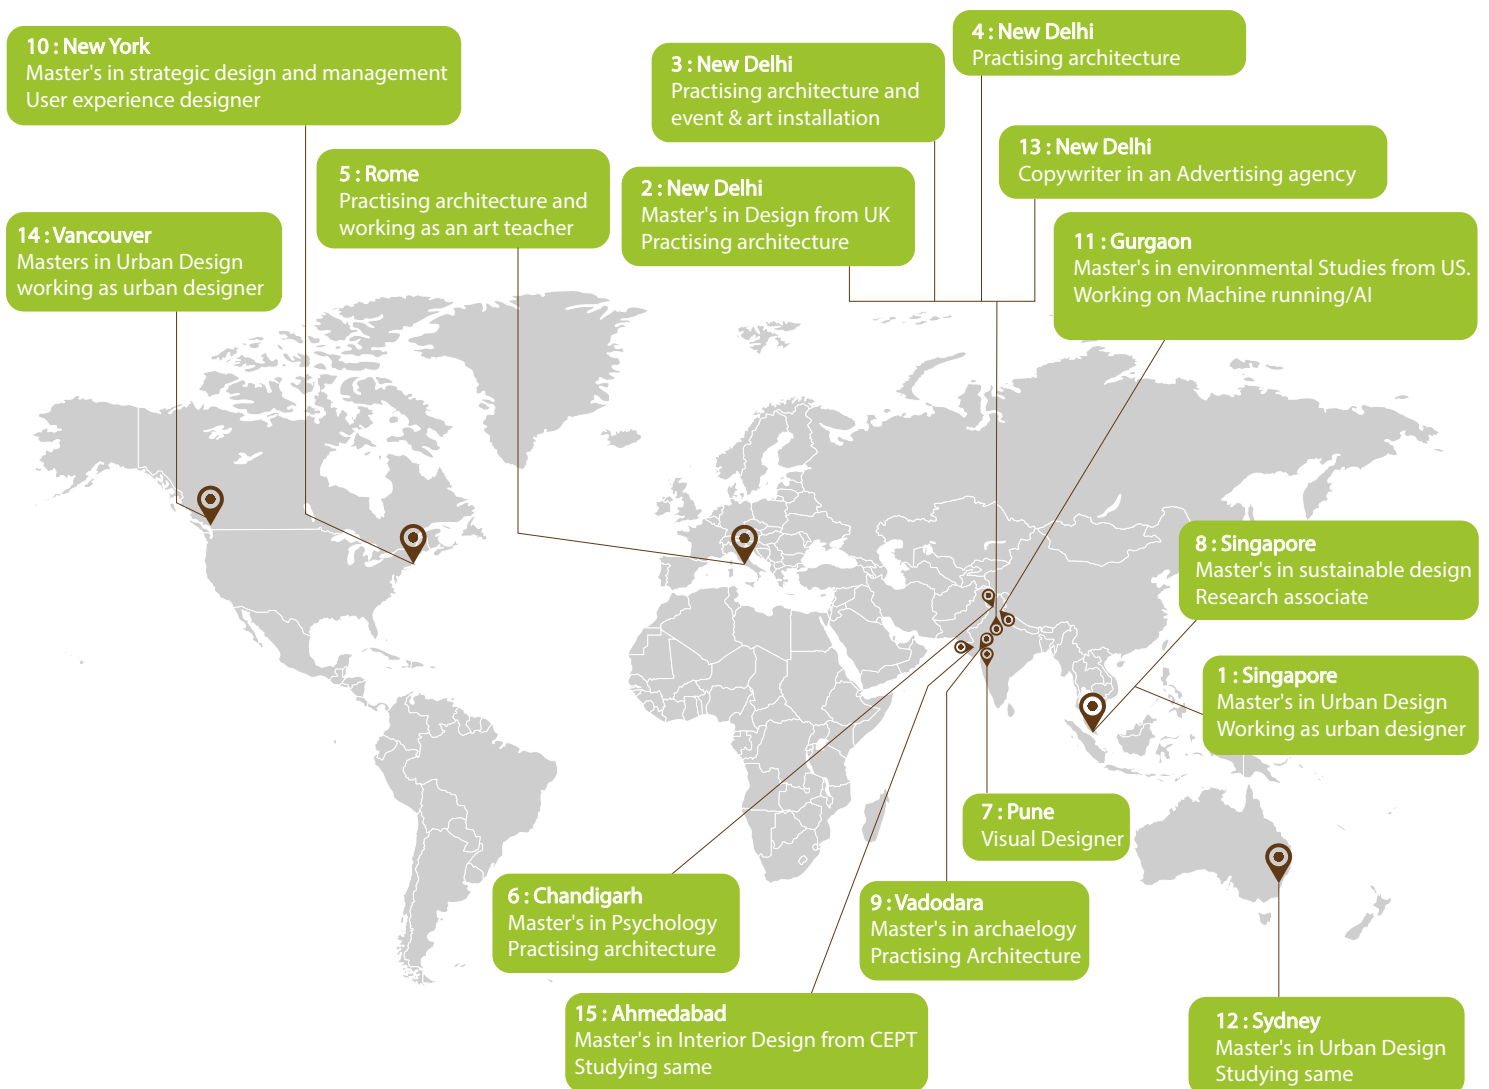 10 : New York
Master's in strategic design and management
User experience designer
3 : New Delhi
Practising architecture and
event & art installation
4 : New Delhi
Practising architecture
13 : New Delhi
Copywriter in an Advertising agency
5 : Rome
Practising architecture and
working as an art teacher
2 : New Delhi
Master's in Design from UK
Practising architecture
14 : Vancouver
Masters in Urban Design
working as urban designer
11 : Gurgaon
Master's in environmental Studies from US.
Working on Machine running/AI
8 : Singapore
Master's in sustainable design
Research associate
1 : Singapore
Master's in Urban Design
Working as urban designer
7 : Pune
Visual Designer
6 : Chandigarh
Master's in Psychology
Practising architecture
9 : Vadodara
Master's in archaelogy
Practising Architecture
15 : Ahmedabad
Master's in Interior Design from CEPT
Studying same
12 : Sydney
Master's in Urban Design
Studying same